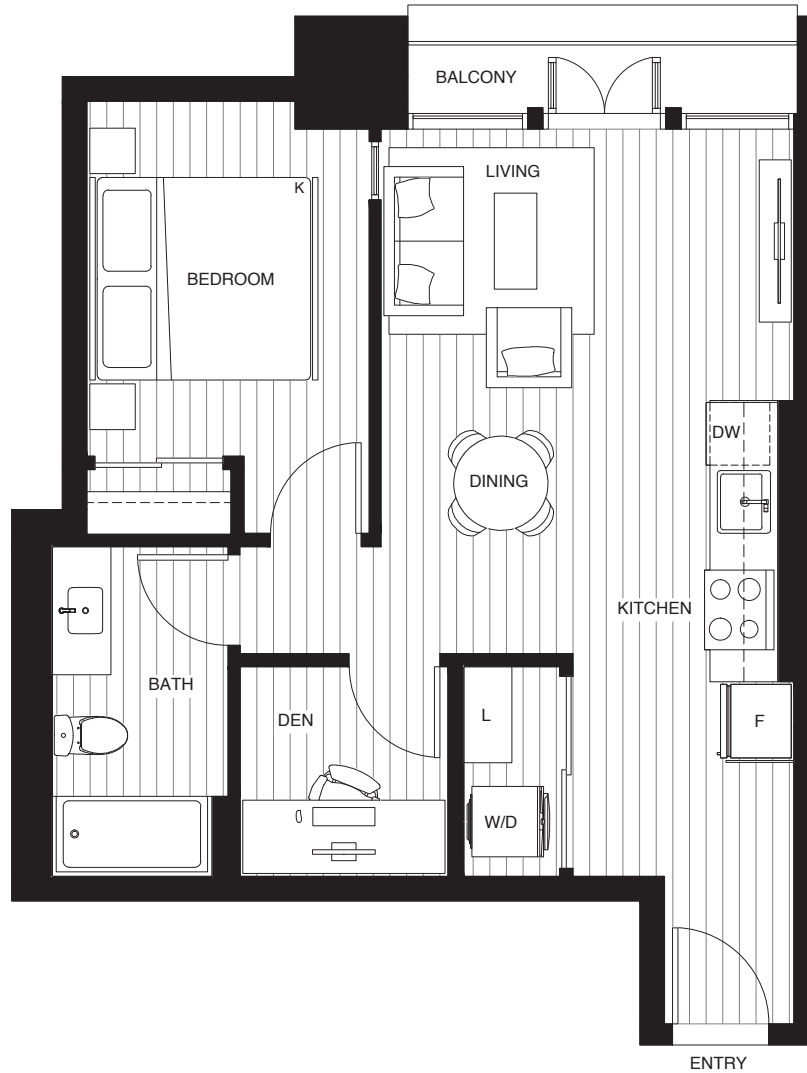 BALCONY
LIVING
K
BEDROOM
DW
DINING
KITCHEN
BATH
DEN
L
F
W/D
ENTRY